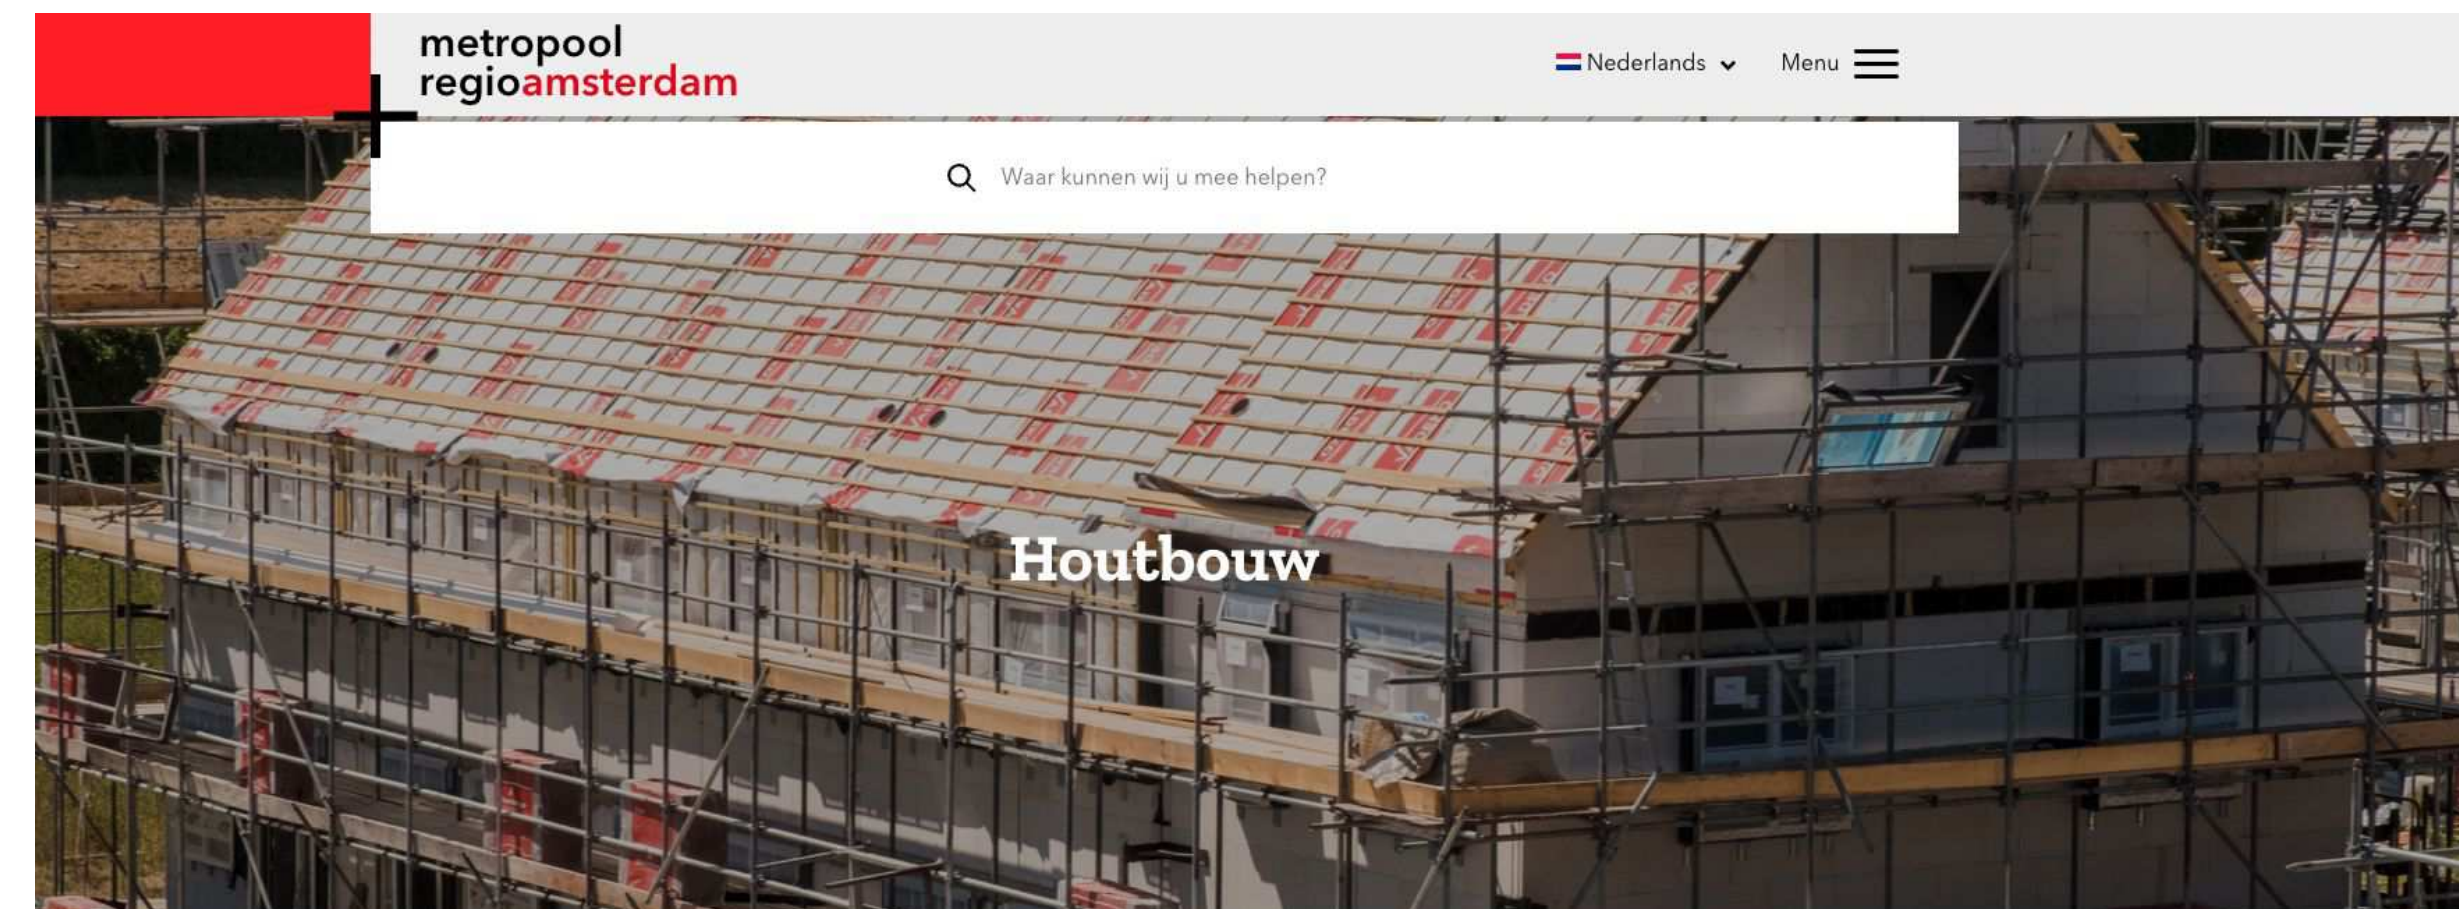 metropool
regioamsterdam
Nederlands
Menu
Waar kunnen wij u mee helpen?
Houtbouw